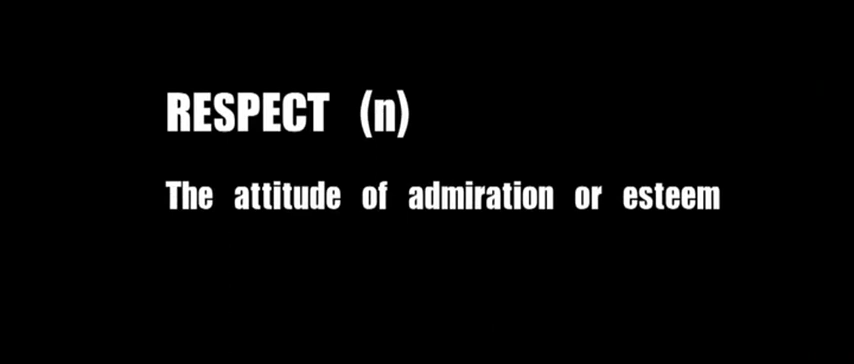 RESPECT (n)
The attitude of admiration or esteem